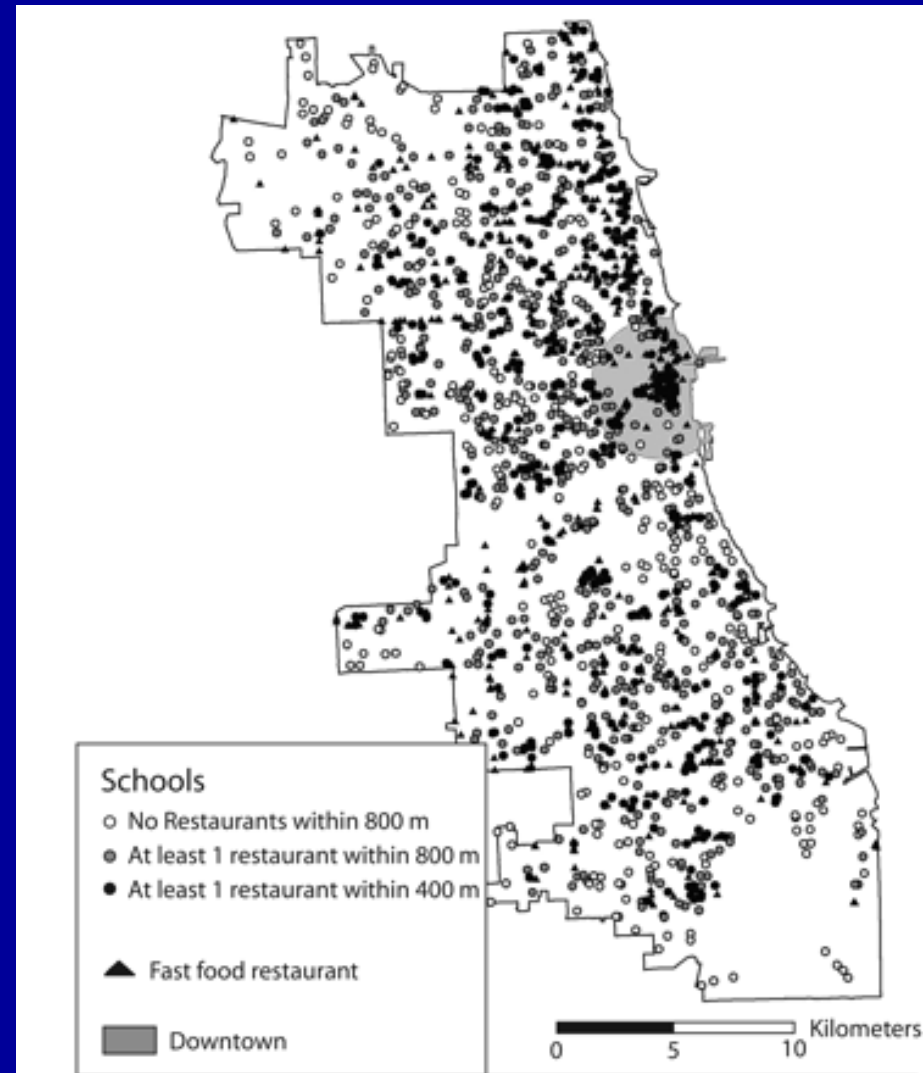 Schools
No Restaurants within 800 m
At least 1 restaurant within 800 m
At least 1 restaurant within 400 m
Fast food restaurant
Downtown
Kilometers
0 5 10